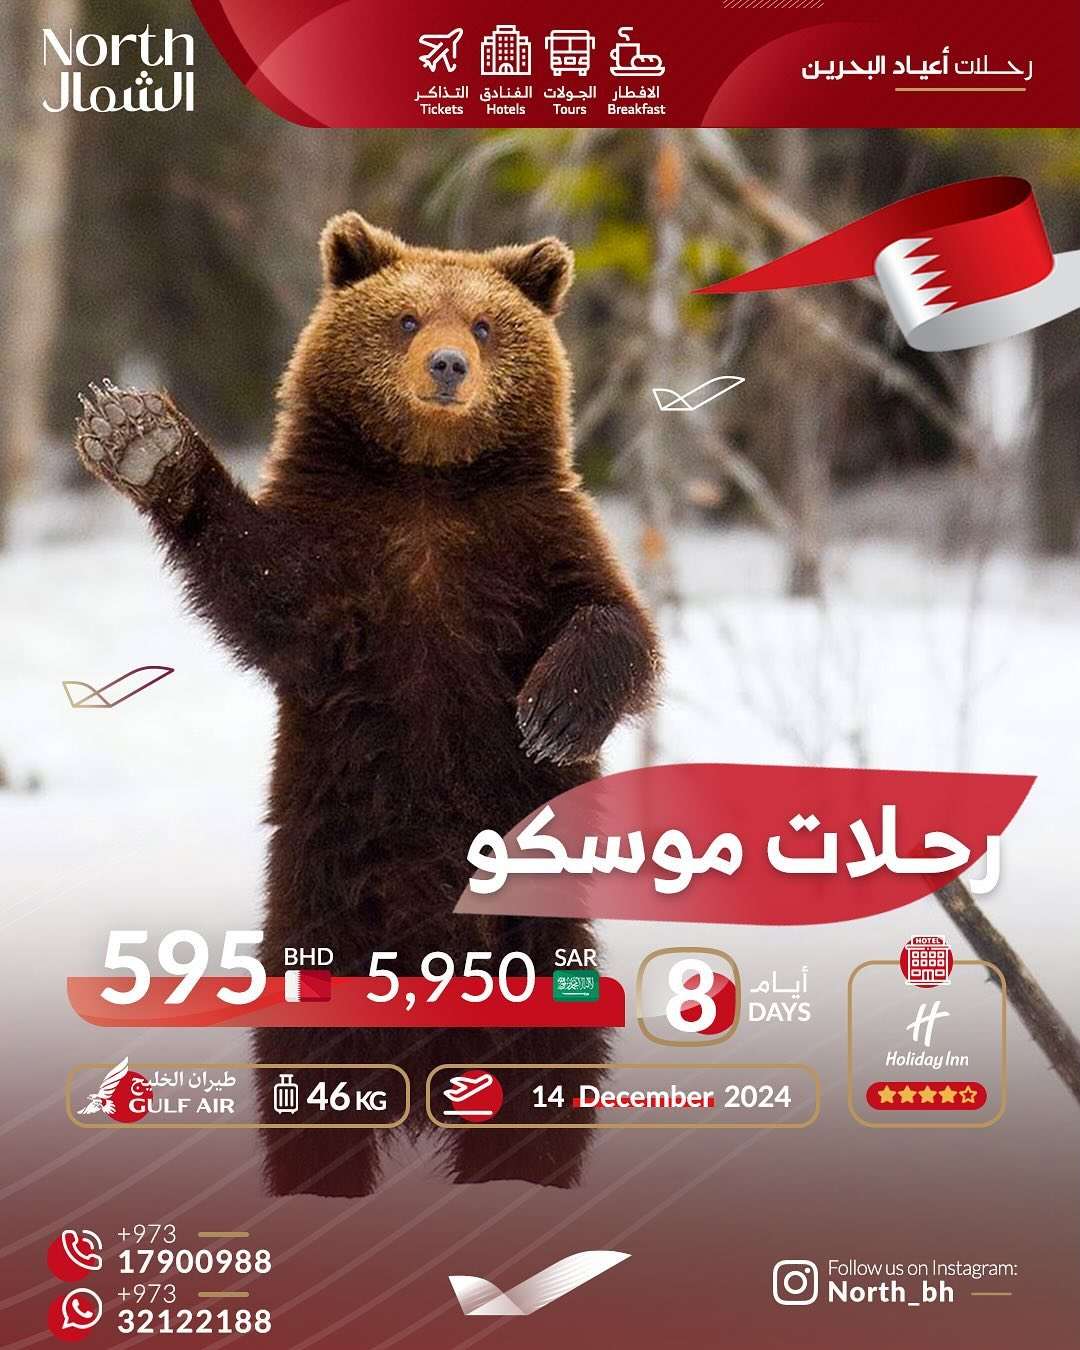 North
الشمال
التذاكر
Tickets
الفنادق
Hotels
الجولات
Tours
الافطار
Breakfast
رحلات أعياد البحرين
رحلات موسكو
595 BHD
5,950 SAR
8
أيام
DAYS
HOTEL
Holiday Inn
طيران الخليج
GULF AIR
46 KG
14 December 2024
+973
17900988
+973
32122188
Follow us on Instagram:
North_bh